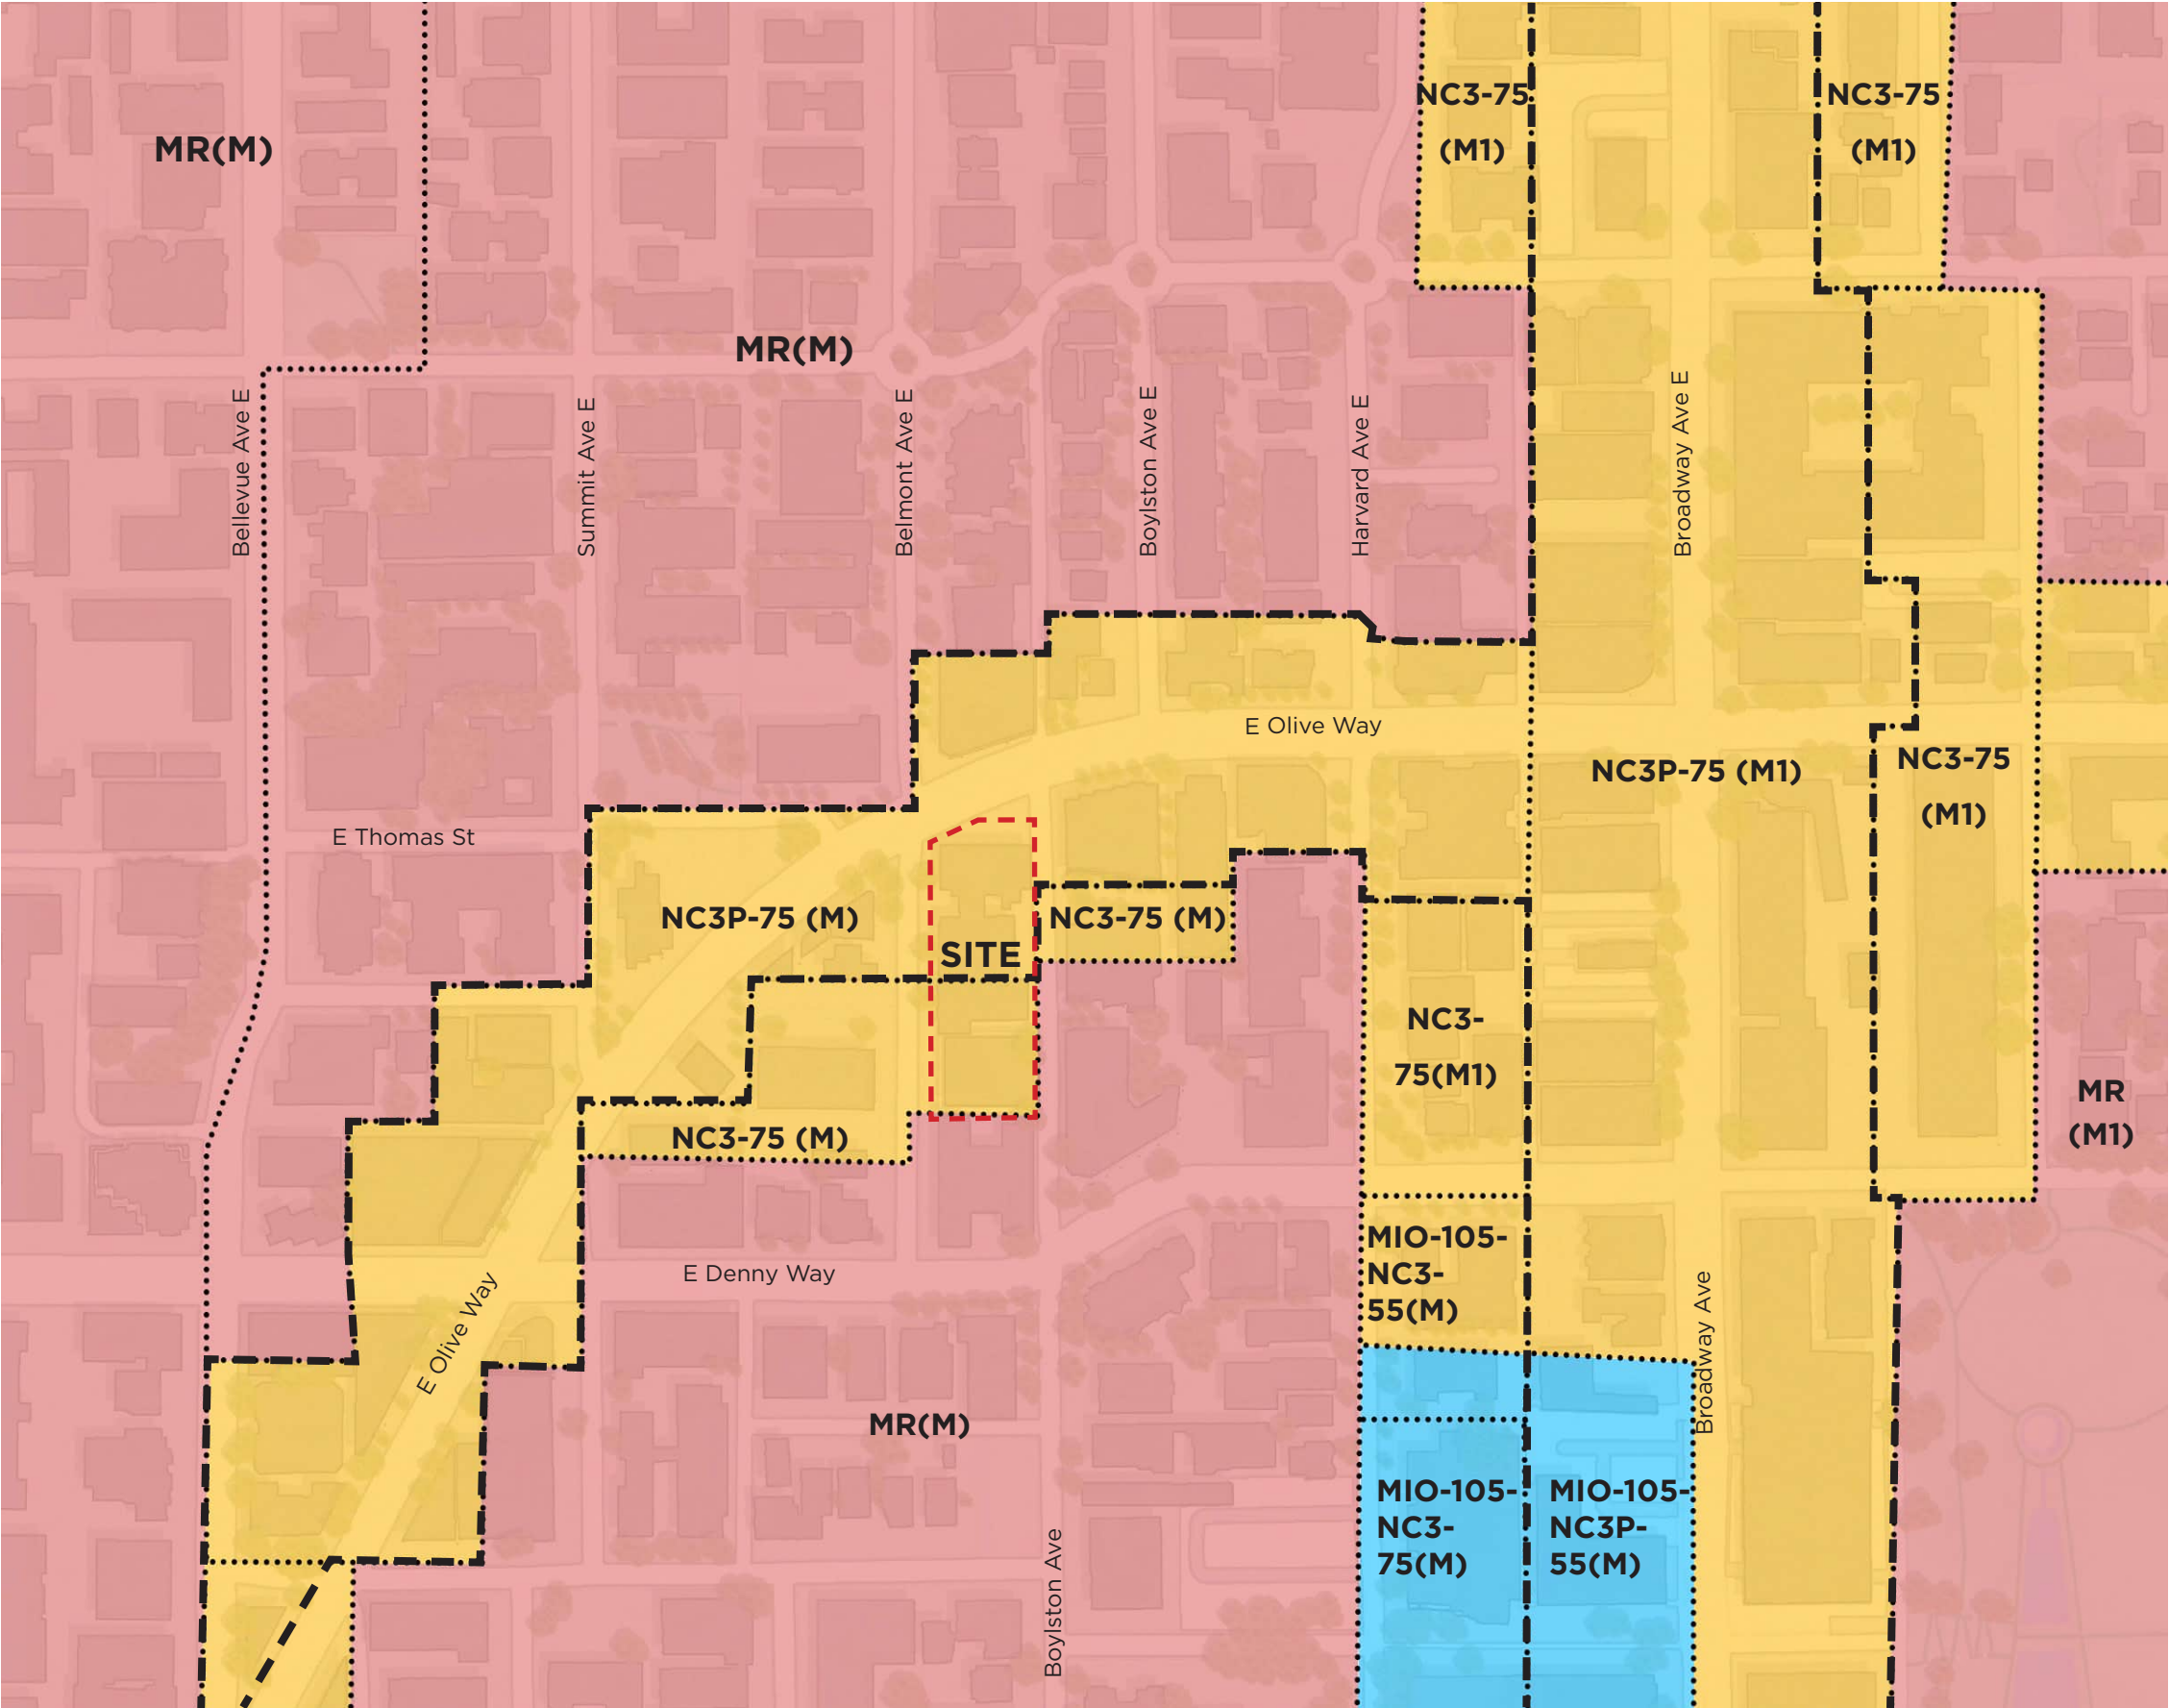 NC3-75
(M1)
NC3-75
(M1)
MR(M)
MR(M)
Bellevue Ave E
Summit Ave E
Belmont Ave E
Boylston Ave E
Harvard Ave E
Broadway Ave E
E Olive Way
NC3P-75 (M1)
NC3-75
(M1)
E Thomas St
NC3P-75 (M)
SITE
NC3-75 (M)
NC3-
75(M1)
MR
(M1)
NC3-75 (M)
MIO-105-
NC3-
55(M)
E Denny Way
E Olive Way
Broadway Ave
MR(M)
MIO-105-
NC3-
75(M)
MIO-105-
NC3P-
55(M)
Boylston Ave